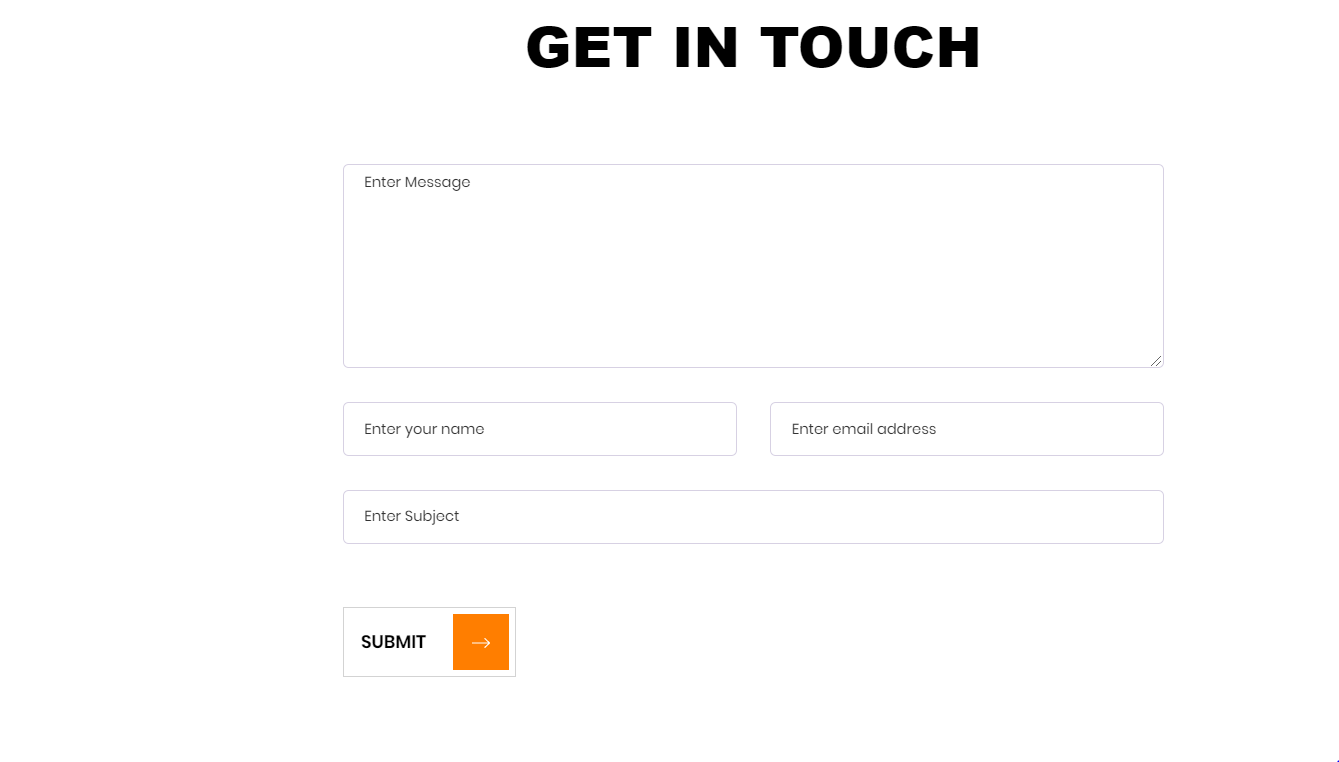 GET IN TOUCH
Enter Message
Enter your name
Enter email address
Enter Subject
SUBMIT